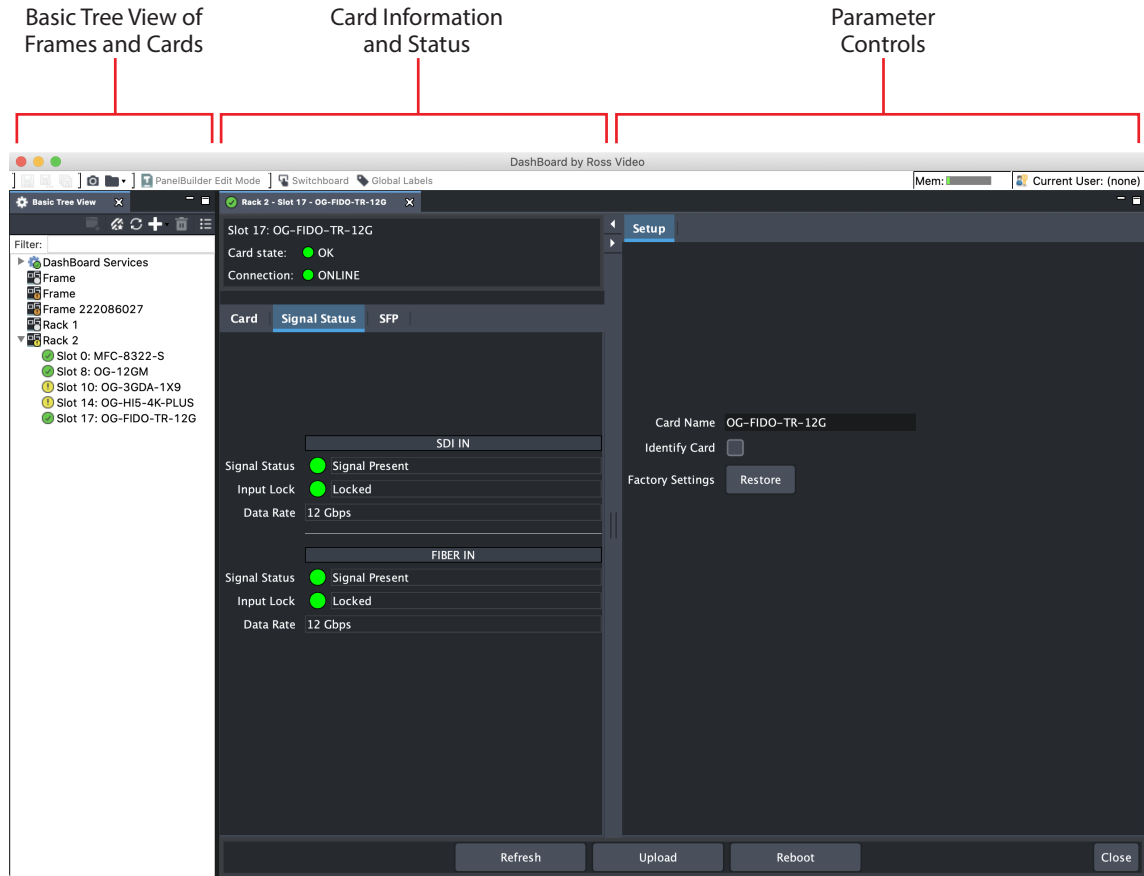 Basic Tree View of
Frames and Cards
Card Information
and Status
Parameter
Controls
DashBoard by Ross Video
PanelBuilder Edit Mode
Switchboard
Global Labels
Mem:
Current User: (none)
Basic Tree View
Rack 2 - Slot 17 - OG-FIDO-TR-12G
Filter:
DashBoard Services
Frame
Frame
Frame 222086027
Rack 1
Rack 2
Slot 0: MFC-8322-S
Slot 8: OG-12GM
Slot 10: OG-3GDA-1X9
Slot 14: OG-HI5-4K-PLUS
Slot 17: OG-FIDO-TR-12G
Slot 17: OG-FIDO-TR-12G
Card state: OK
Connection: ONLINE
Card Signal Status SFP
SDI IN
Signal Status Signal Present
Input Lock Locked
Data Rate 12 Gbps
FIBER IN
Signal Status Signal Present
Input Lock Locked
Data Rate 12 Gbps
Setup
Card Name OG-FIDO-TR-12G
Identify Card
Factory Settings Restore
Refresh Upload Reboot Close